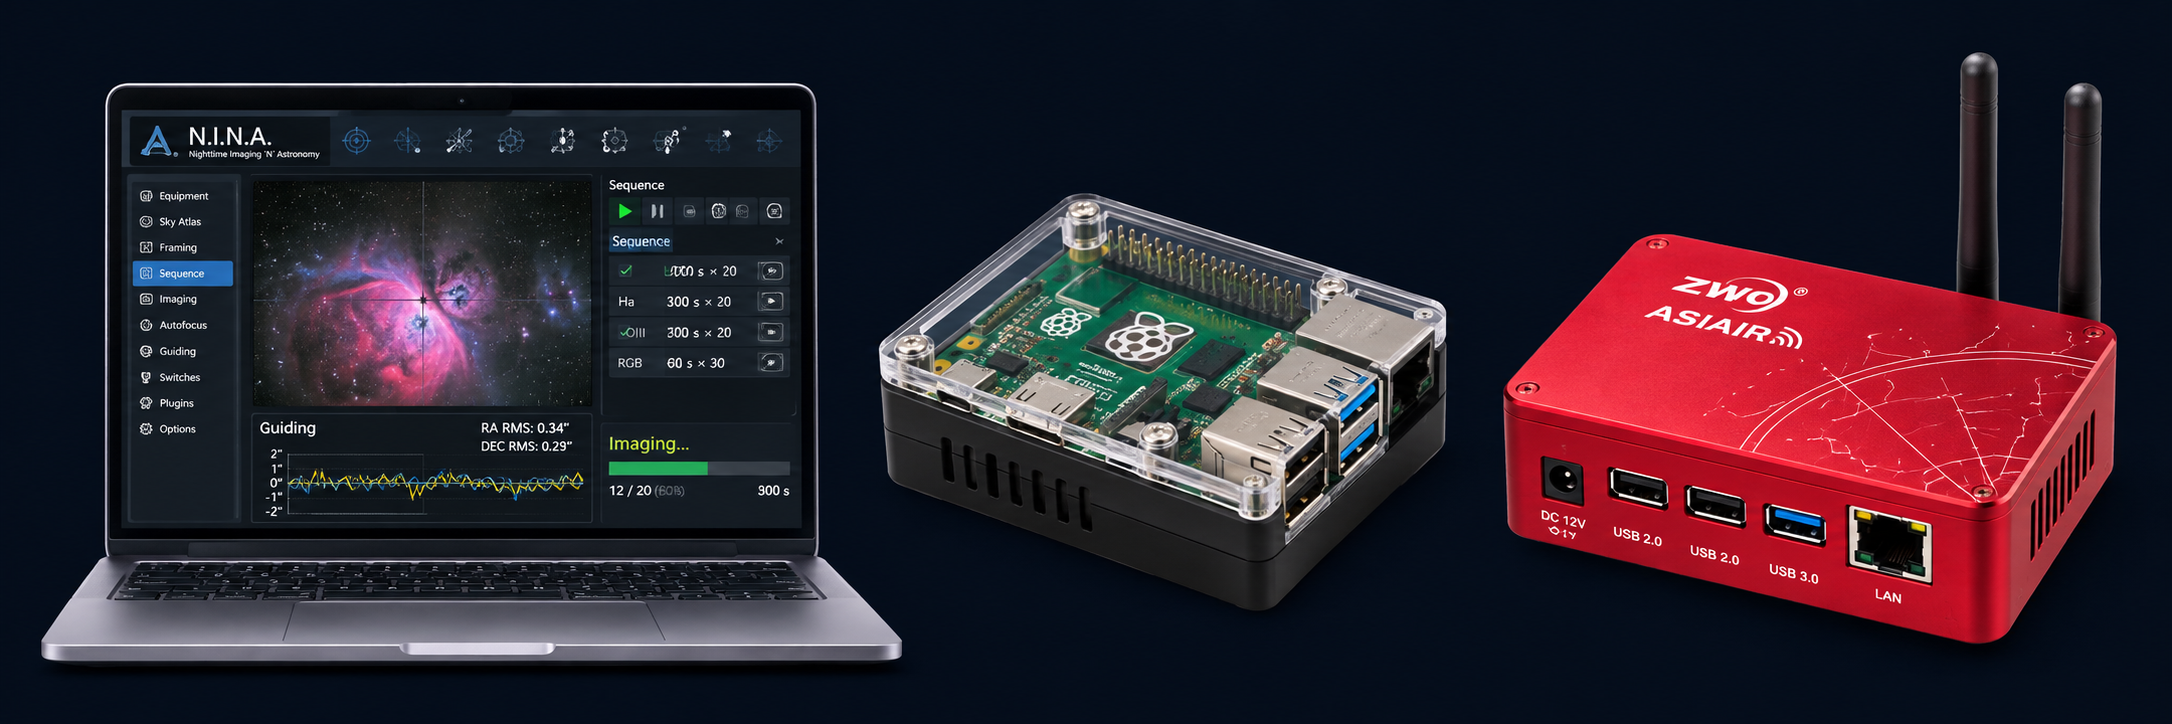 N.I.N.A.
Nighttime Imaging 'N' Astronomy
Equipment
Sky Atlas
Framing
Sequence
Imaging
Autofocus
Guiding
Switches
Plugins
Options
Guiding
RA RMS: 0.34"
DEC RMS: 0.29"
2"
1"
0"
-1"
-2"
Sequence
Sequence
s × 20
Ha 300 s × 20
OIII 300 s × 20
RGB 60 s × 30
Imaging...
12 / 20
300 s
ZWO®
ASIAIR
DC 12V
USB 2.0
USB 2.0
USB 3.0
LAN